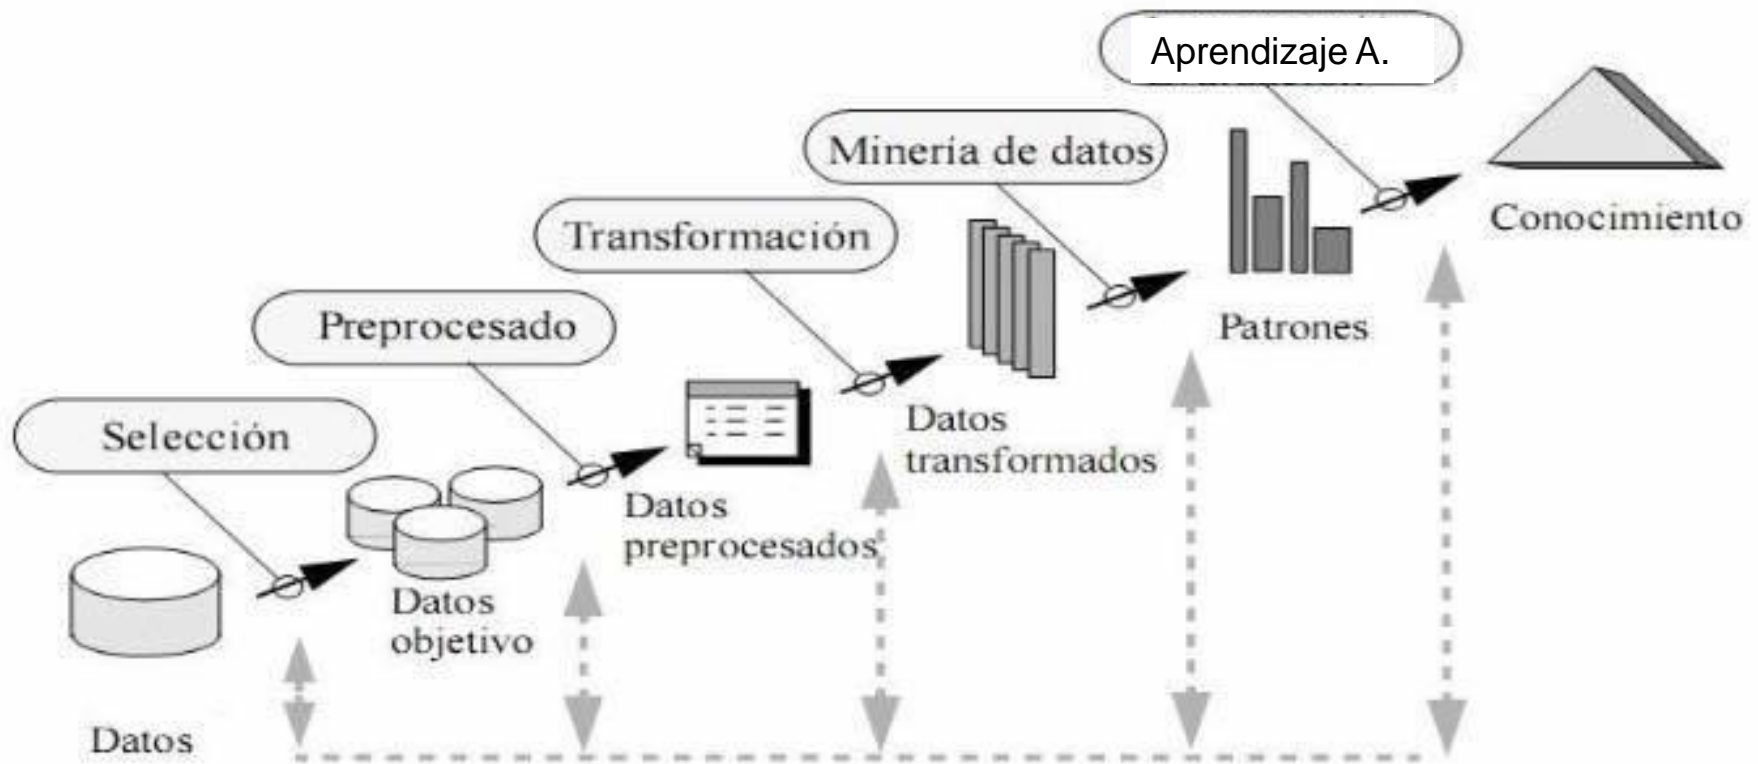 Aprendizaje A.
Minería de datos
Conocimiento
Transformación
Patrones
Preprocesado
Datos
transformados
Selección
Datos
preprocesados
Datos
objetivo
Datos